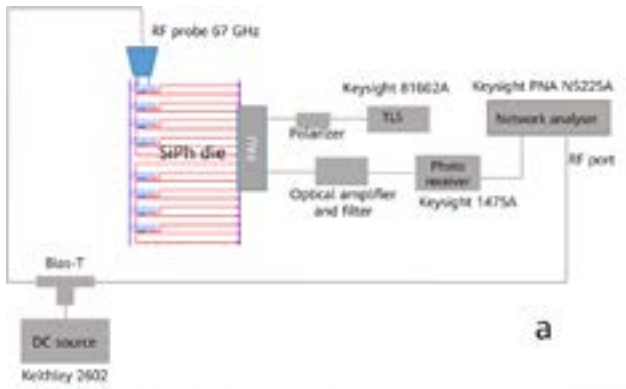 RF probe 67 GHz
Keysight 81602A
Keysight PNA N5225A
TLS
Network analyser
Polarizer
SiPh die
FAU
RF port
Photo
receiver
Optical amplifier
and filter
Keysight 1475A
Bias-T
a
DC source
Keithley 2602